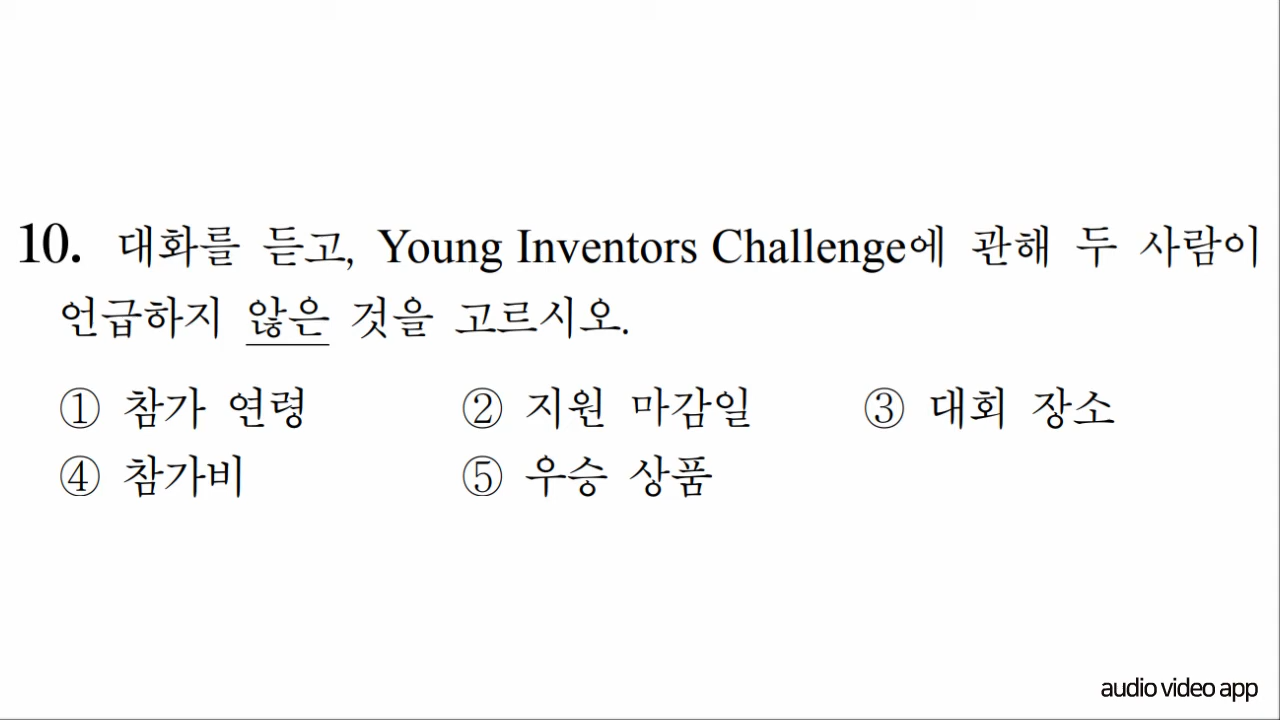 10. 대화를 듣고, Young Inventors Challenge에 관해 두 사람이
언급하지 않은 것을 고르시오.
① 참가 연령 ② 지원 마감일 ③ 대회 장소
④ 참가비 ⑤ 우승 상품
audio video app